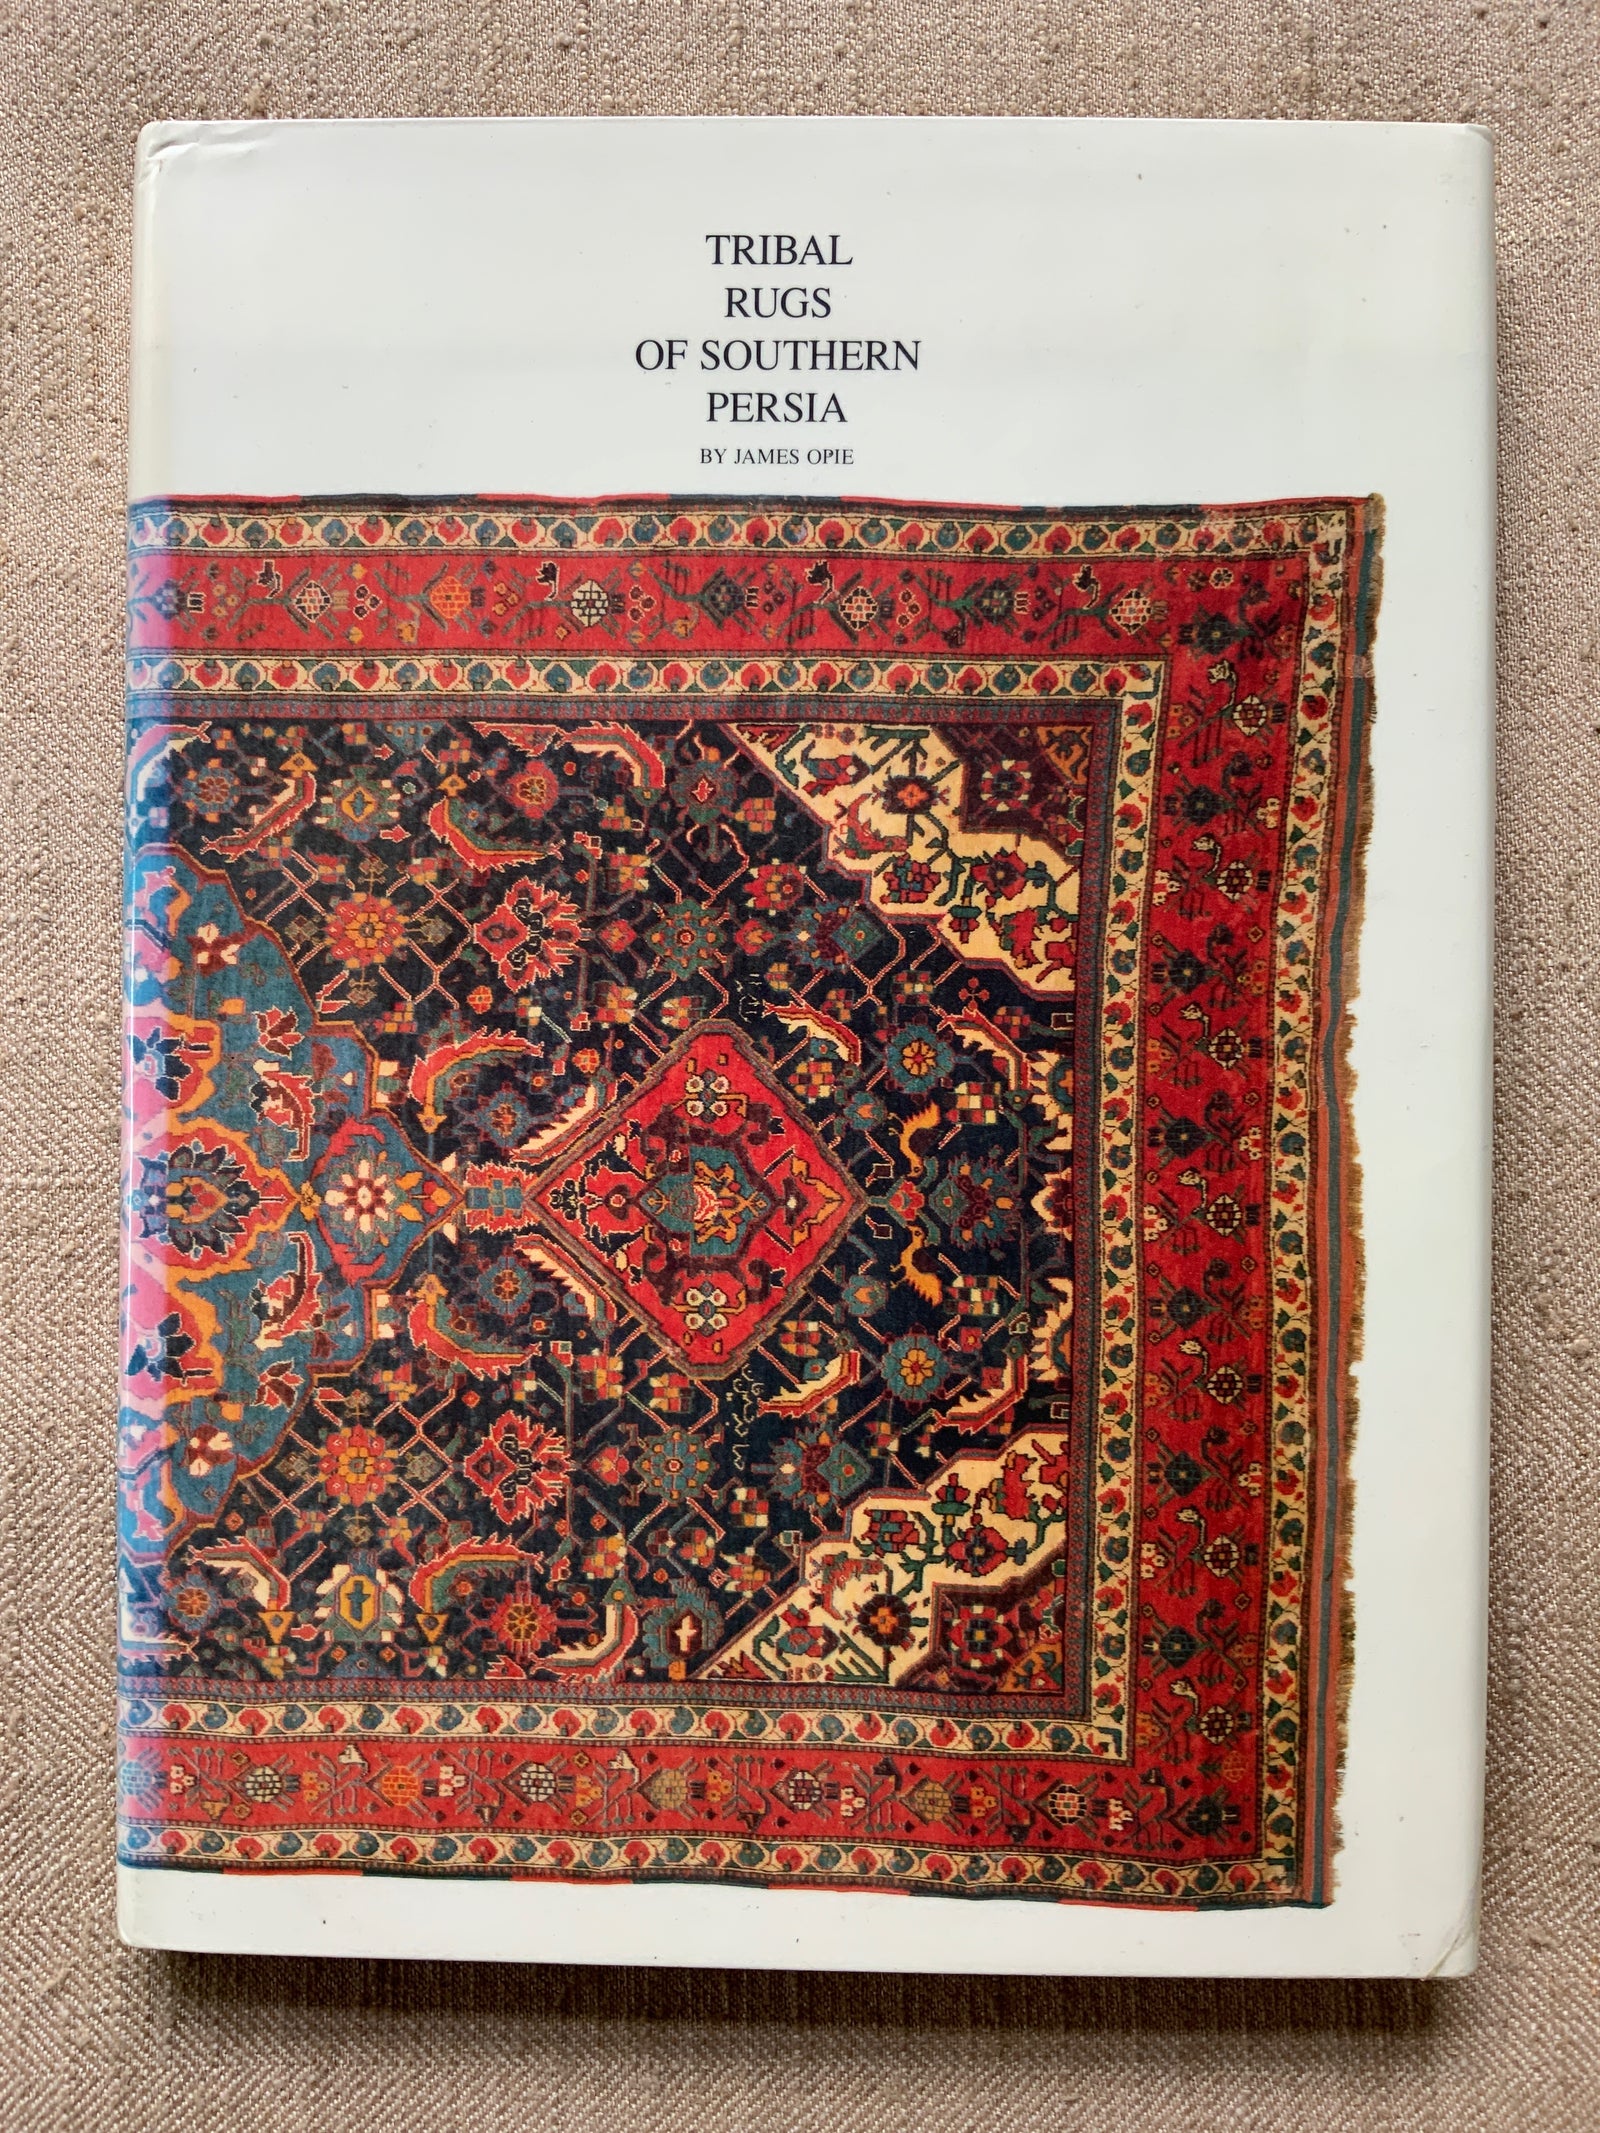 TRIBAL
RUGS
OF SOUTHERN
PERSIA
BY JAMES OPIE